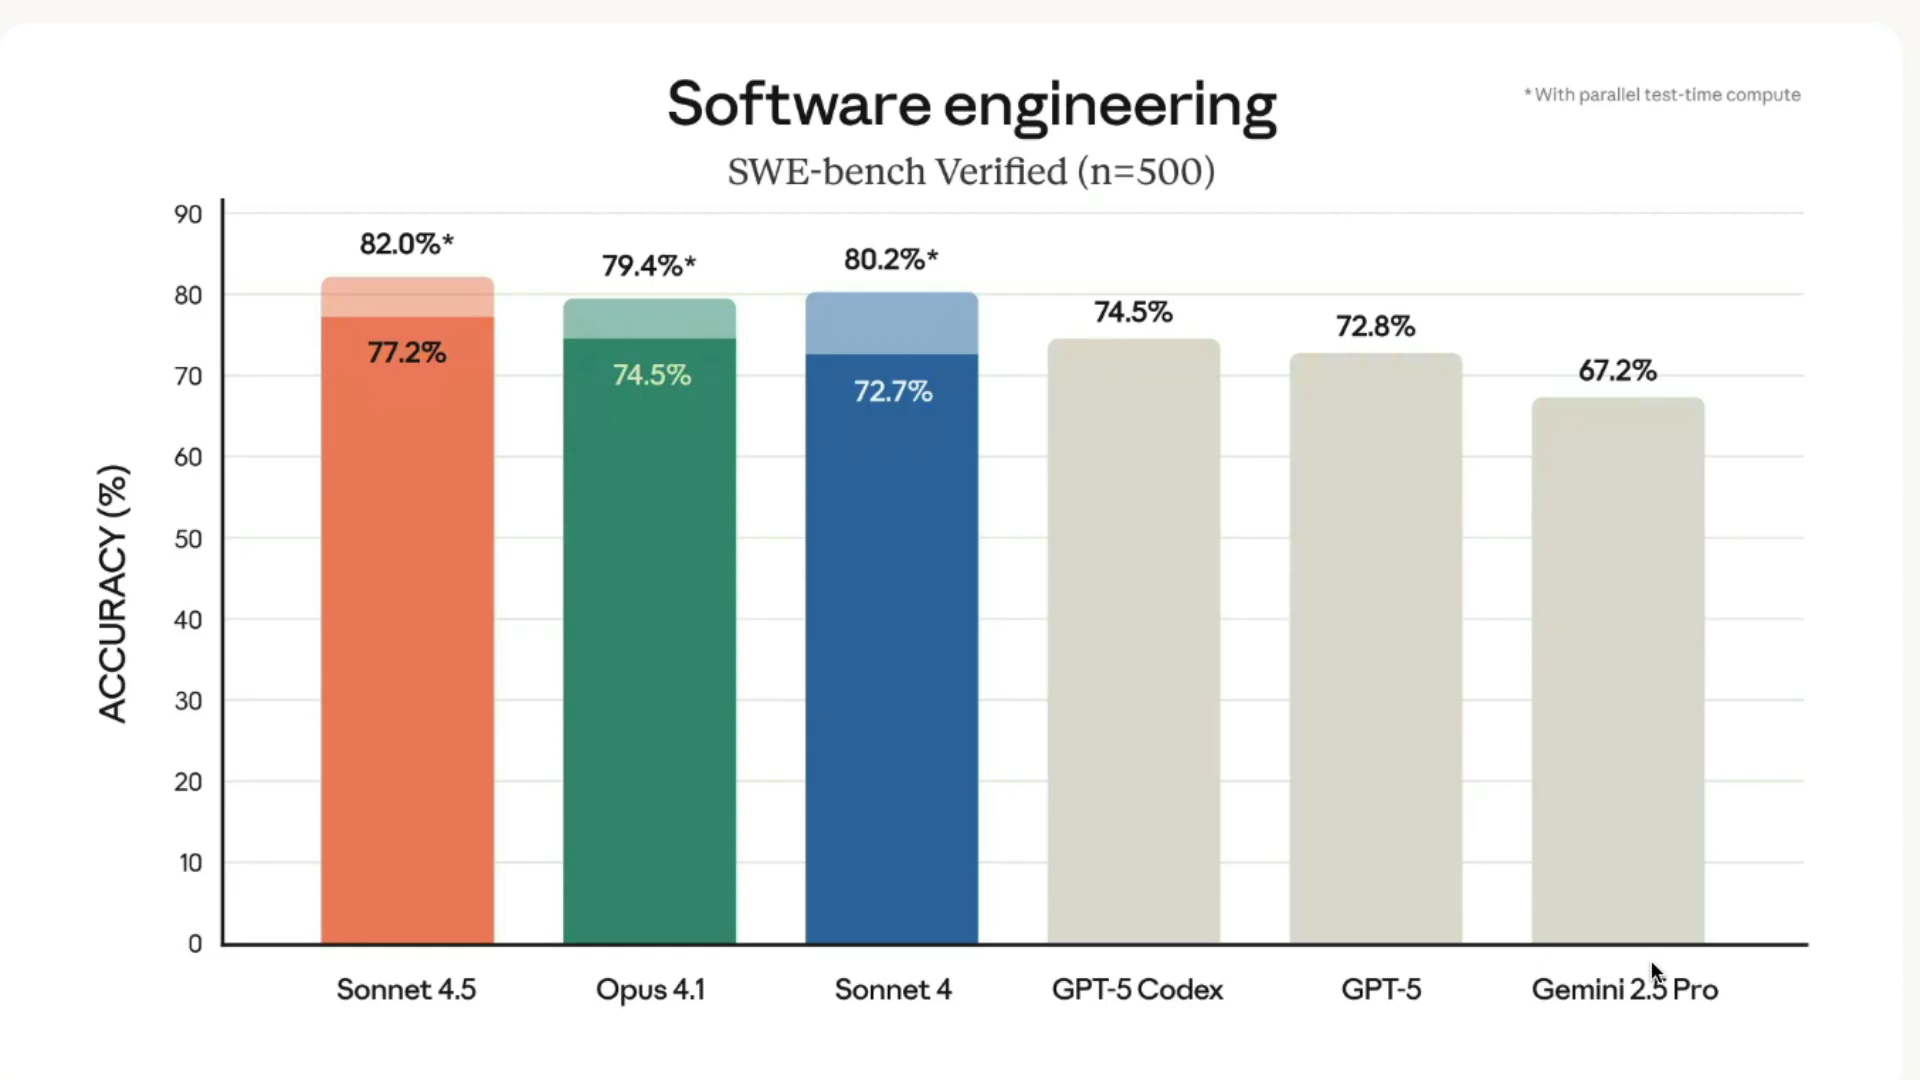 Software engineering
* With parallel test-time compute
SWE-bench Verified (n=500)
ACCURACY (%)
90
80
70
60
50
40
30
20
10
0
82.0%*
77.2%
79.4%*
74.5%
80.2%*
72.7%
74.5%
72.8%
67.2%
Sonnet 4.5
Opus 4.1
Sonnet 4
GPT-5 Codex
GPT-5
Gemini 2.5 Pro